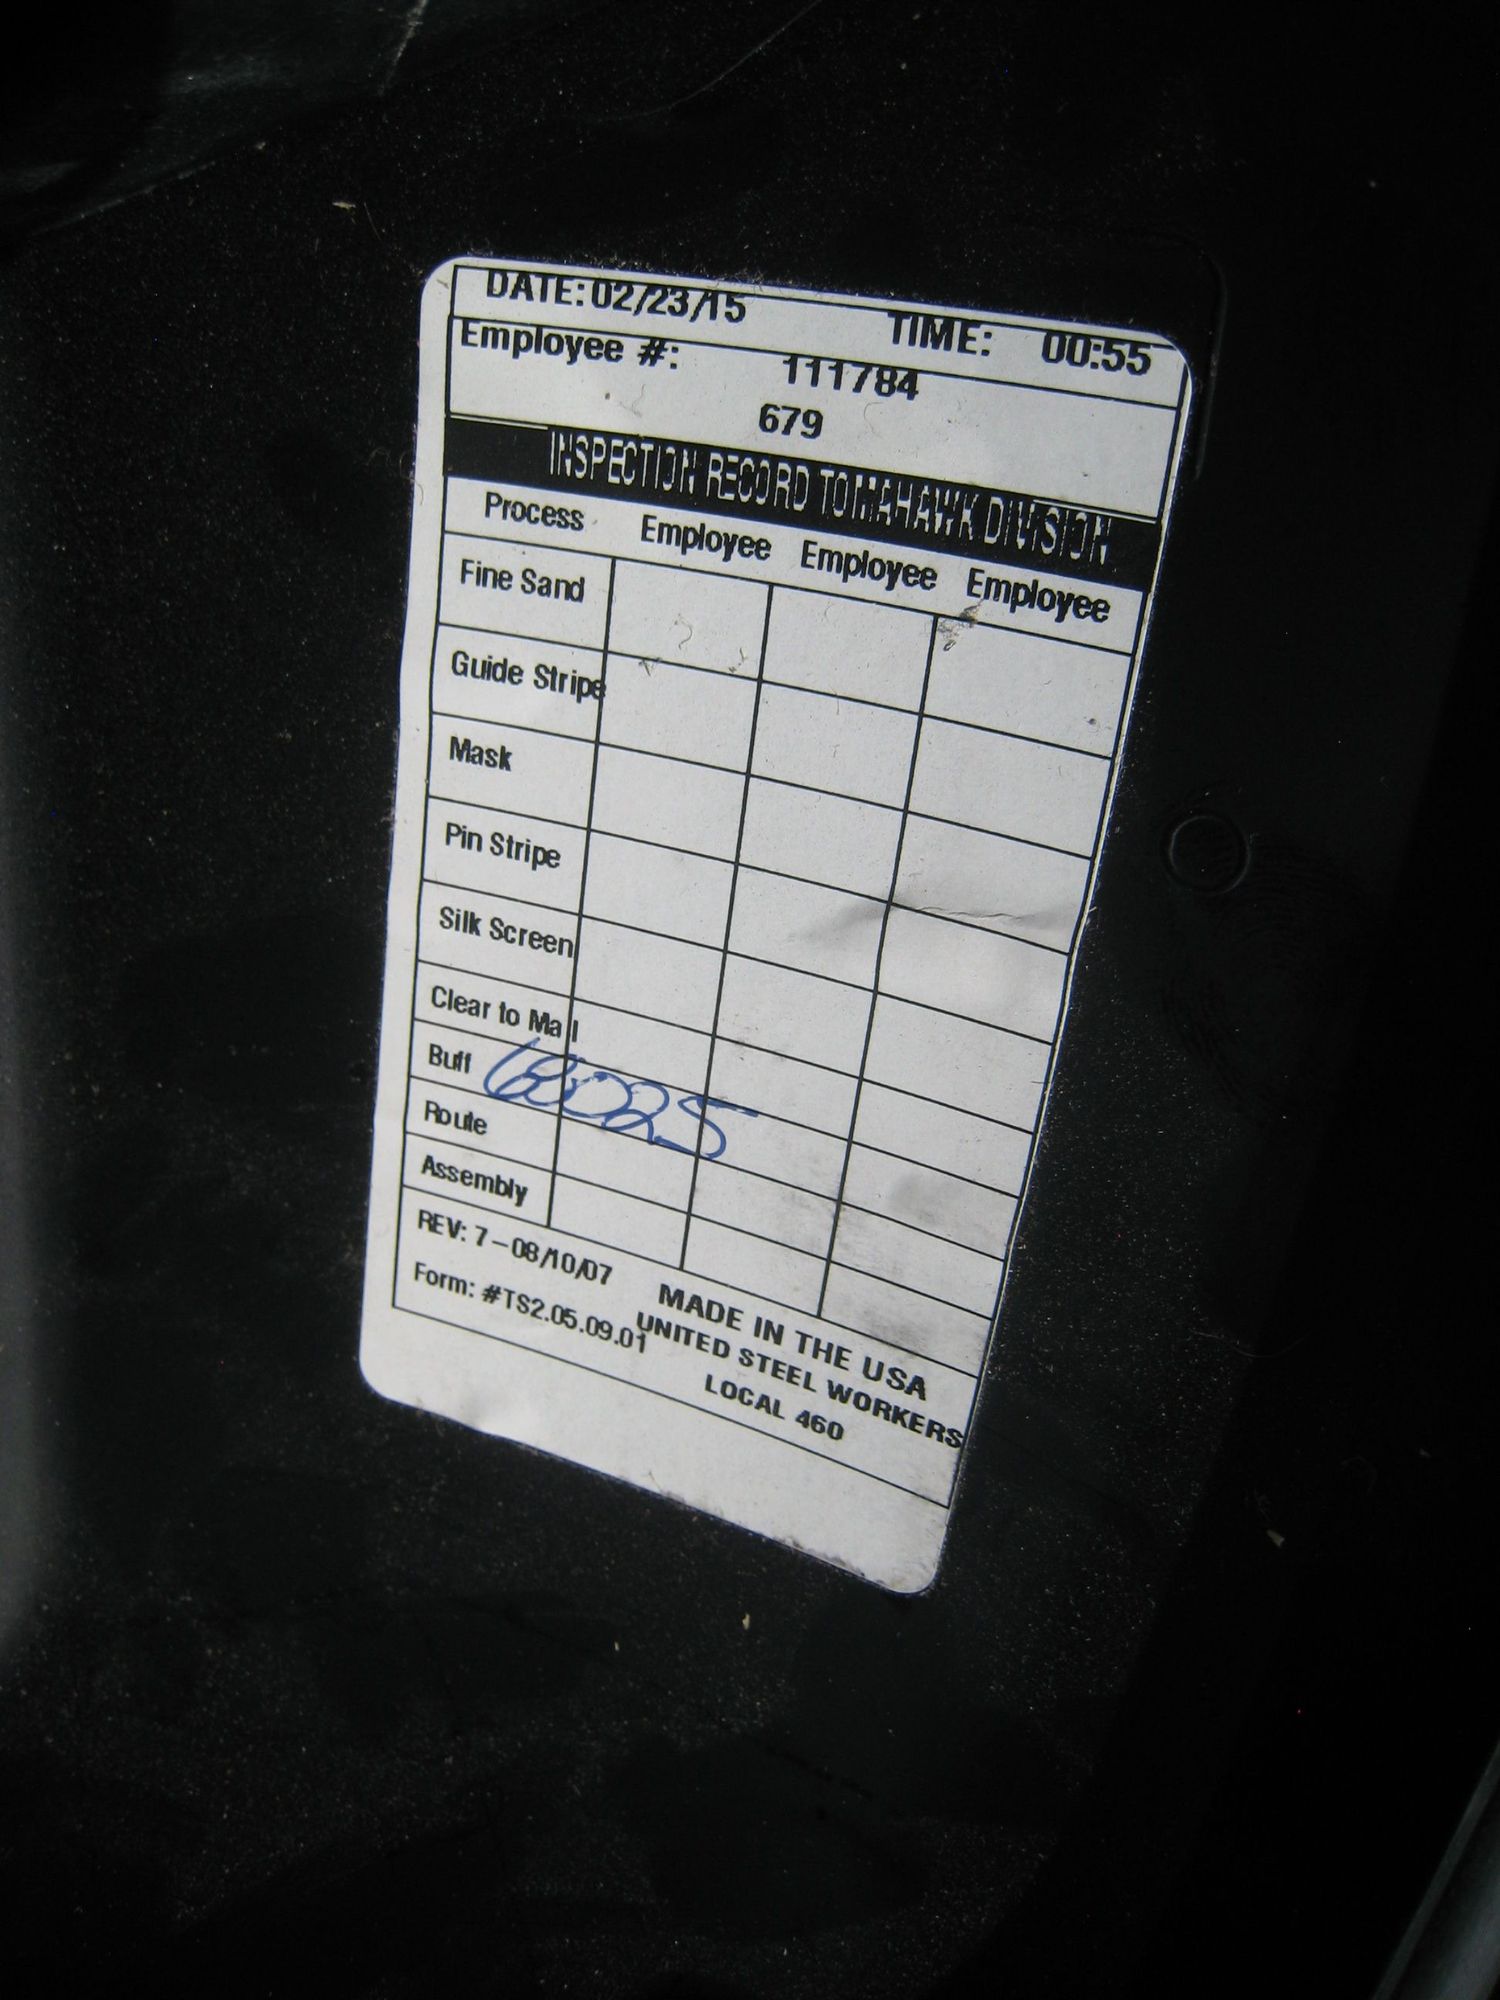 DATE: 02/23/15 TIME: 00:55
Employee #: 111784
679
INSPECTION RECORD TOMAHAWK DIVISION
Process Employee Employee Employee
Fine Sand
Guide Stripe
Mask
Pin Stripe
Silk Screen
Clear to Mall
Buff 68025
Route
Assembly
REV: 7-08/10/07
Form: #TS2.05.09.01
MADE IN THE USA
UNITED STEEL WORKERS
LOCAL 460